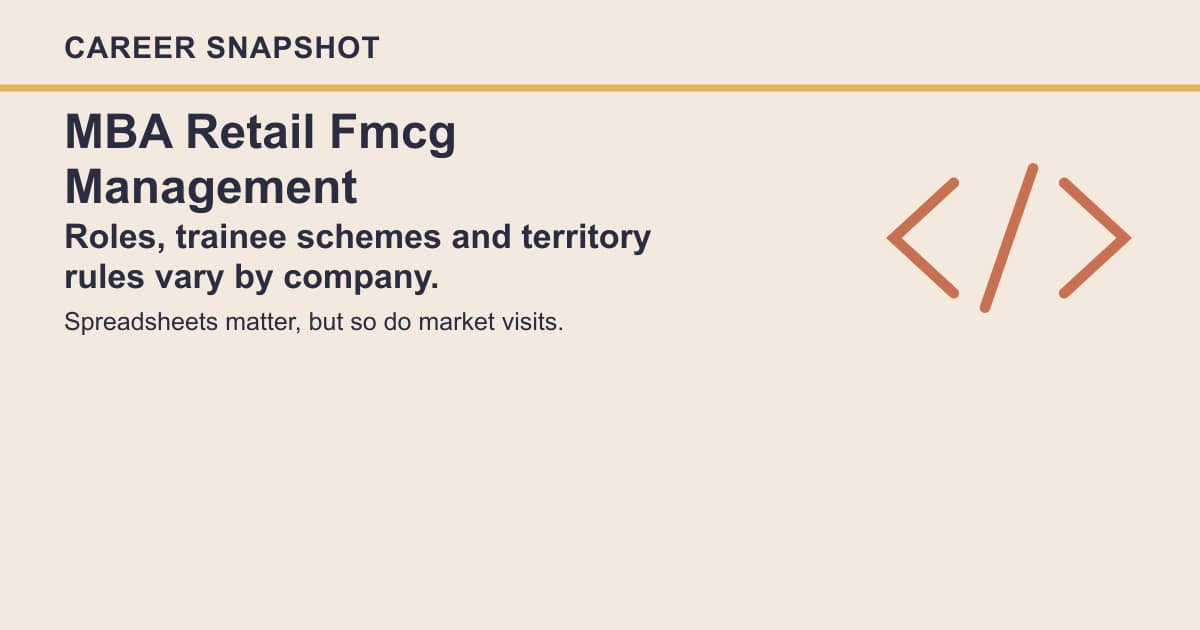 CAREER SNAPSHOT
MBA Retail Fmcg
Management
Roles, trainee schemes and territory
rules vary by company.
Spreadsheets matter, but so do market visits.